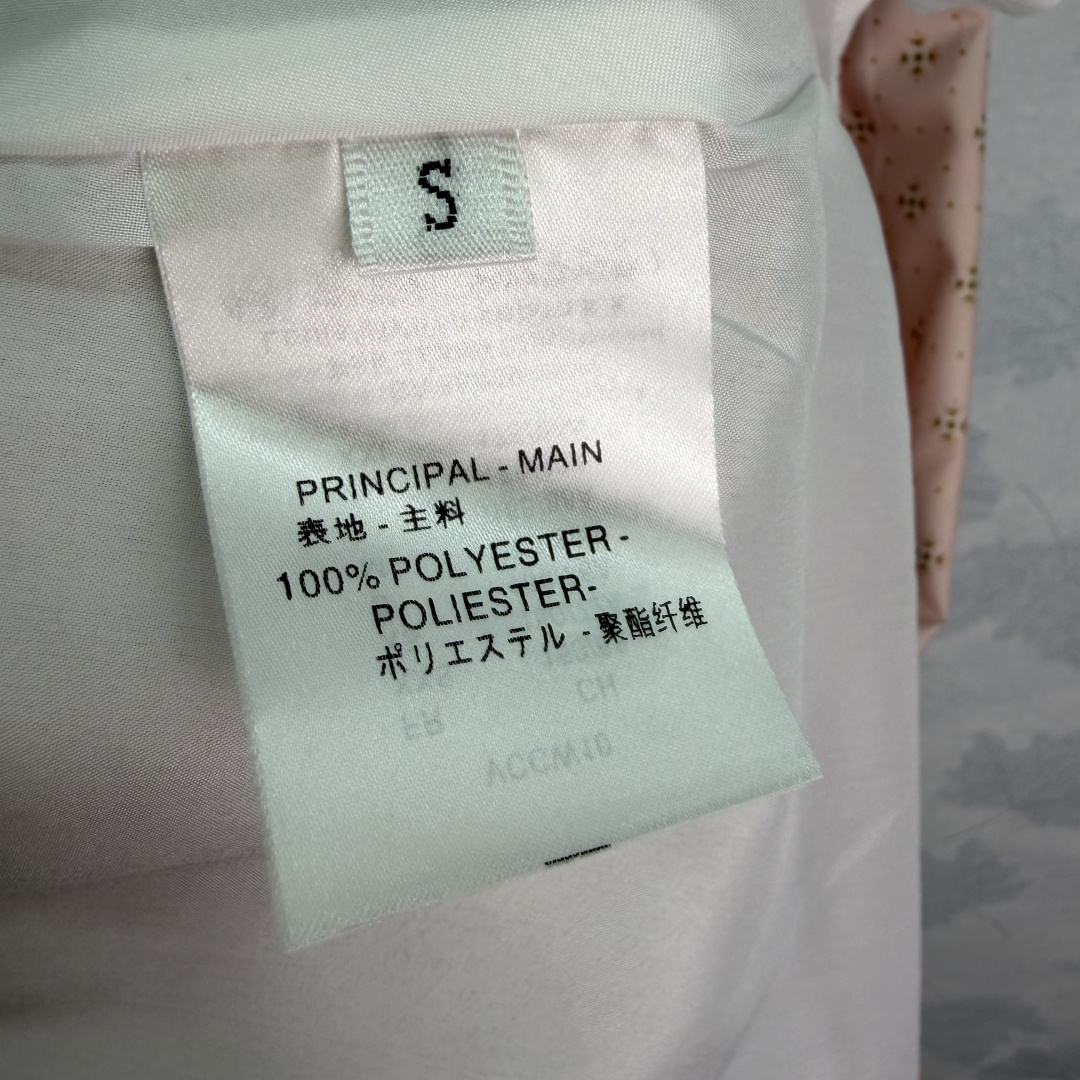 S
PRINCIPAL - MAIN
表地 - 主料
100% POLYESTER -
POLIESTER-
ポリエステル - 聚酯纤维